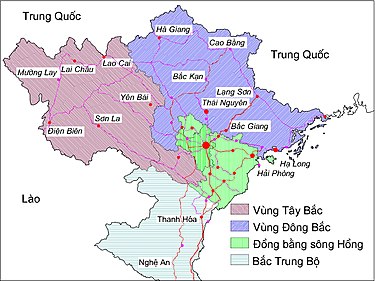 Trung Quốc
Hà Giang
Cao Bằng
Trung Quốc
Lao Cai
Lai Châu
Mường Lay
Bắc Kạn
Lang Sơn
Yên Bái
Thái Nguyên
Sơn La
Điện Biên
Bắc Giang
Hạ Long
Hải Phòng
Lào
Thanh Hóa
Nghệ An
Vùng Tây Bắc
Vùng Đông Bắc
Đồng bằng sông Hồng
Bắc Trung Bộ